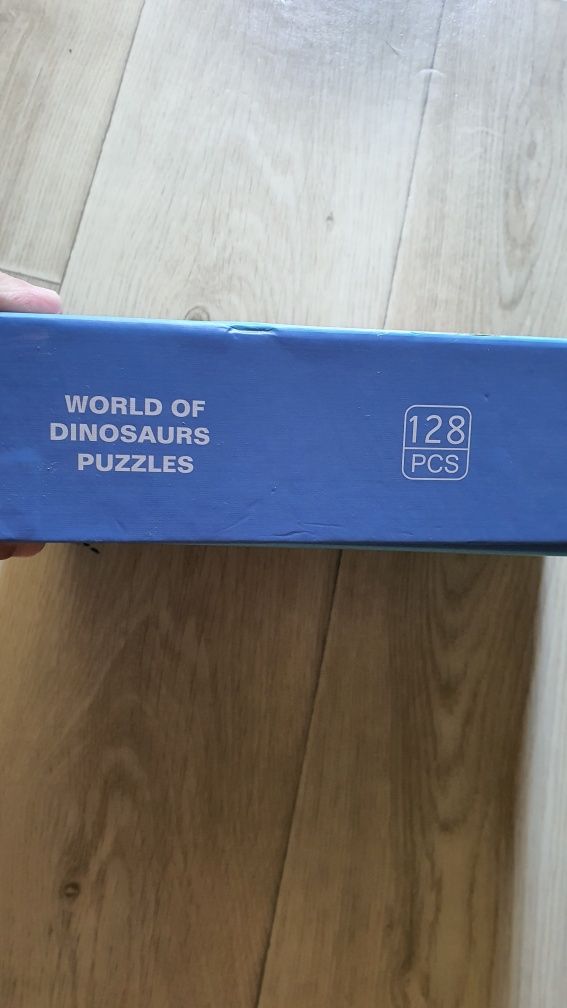 WORLD OF
DINOSAURS
PUZZLES
128
PCS